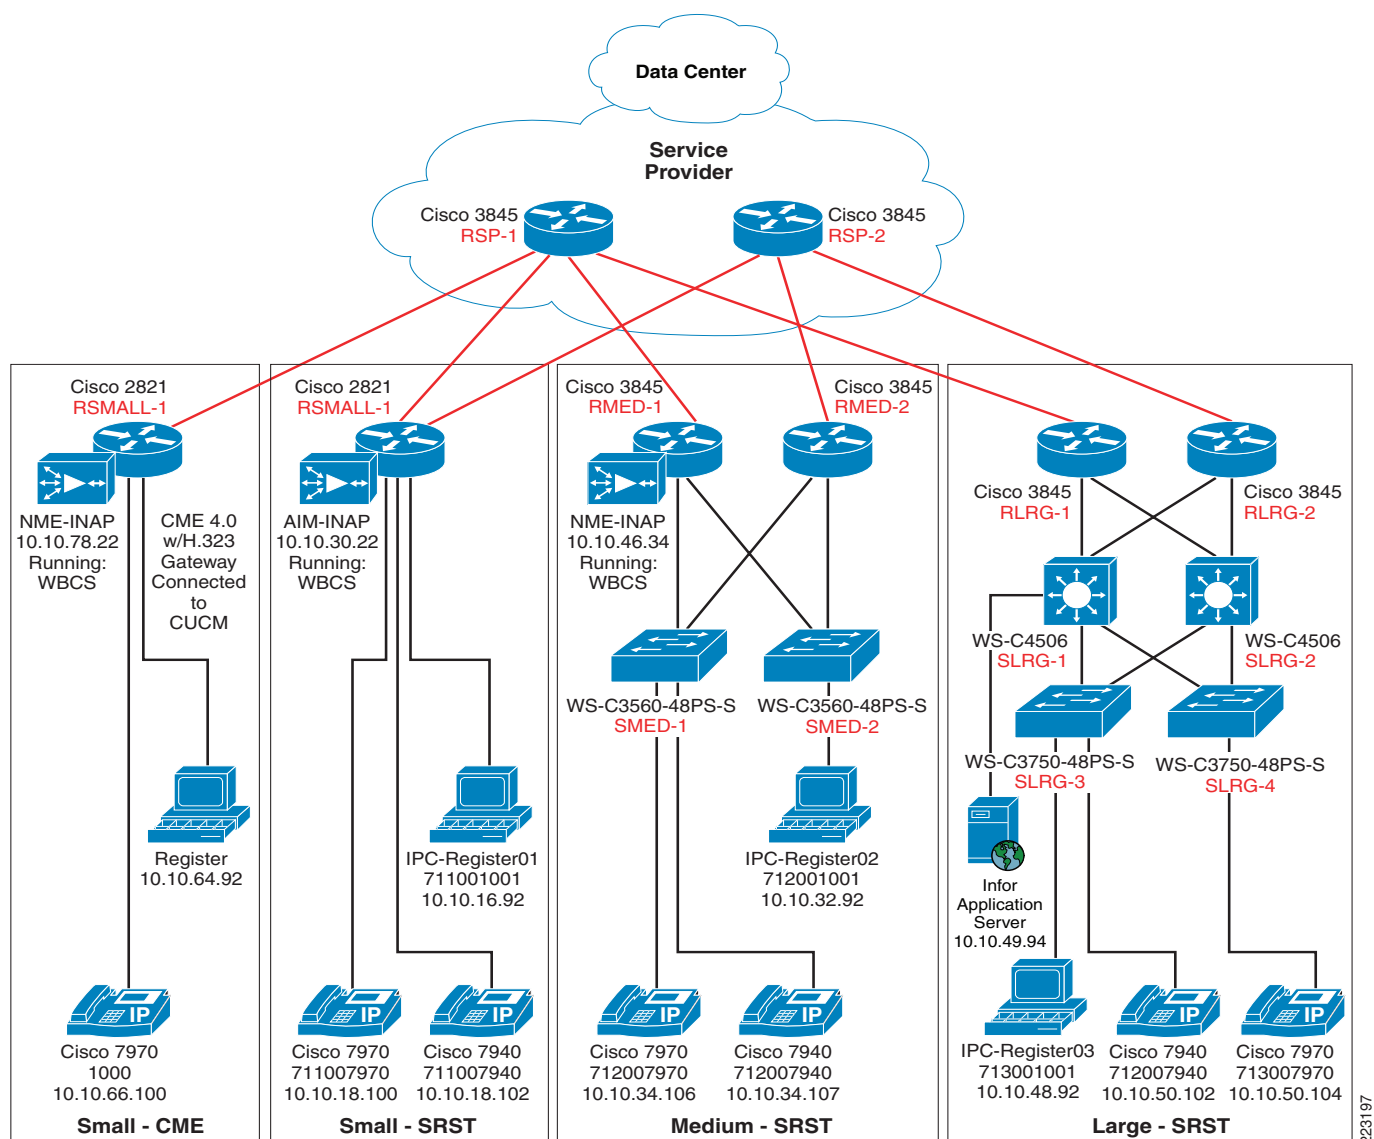 Data Center
Service
Provider
Cisco 3845
RSP-1
Cisco 3845
RSP-2
Cisco 2821
RSMALL-1
NME-INAP
10.10.78.22
Running:
WBCS
CME 4.0
w/H.323
Gateway
Connected
to
CUCM
Register
10.10.64.92
IP
Cisco 7970
1000
10.10.66.100
Small - CME
Cisco 2821
RSMALL-1
AIM-INAP
10.10.30.22
Running:
WBCS
IPC-Register01
711001001
10.10.16.92
IP
Cisco 7970
711007970
10.10.18.100
IP
Cisco 7940
711007940
10.10.18.102
Small - SRST
Cisco 3845
RMED-1
Cisco 3845
RMED-2
NME-INAP
10.10.46.34
Running:
WBCS
WS-C3560-48PS-S
SMED-1
WS-C3560-48PS-S
SMED-2
IPC-Register02
712001001
10.10.32.92
IP
Cisco 7970
712007970
10.10.34.106
IP
Cisco 7940
712007940
10.10.34.107
Medium - SRST
Cisco 3845
RLRG-1
Cisco 3845
RLRG-2
WS-C4506
SLRG-1
WS-C4506
SLRG-2
WS-C3750-48PS-S
SLRG-3
WS-C3750-48PS-S
SLRG-4
Infor
Application
Server
10.10.49.94
IPC-Register03
713001001
10.10.48.92
IP
Cisco 7940
712007940
10.10.50.102
IP
Cisco 7970
713007970
10.10.50.104
Large - SRST
223197